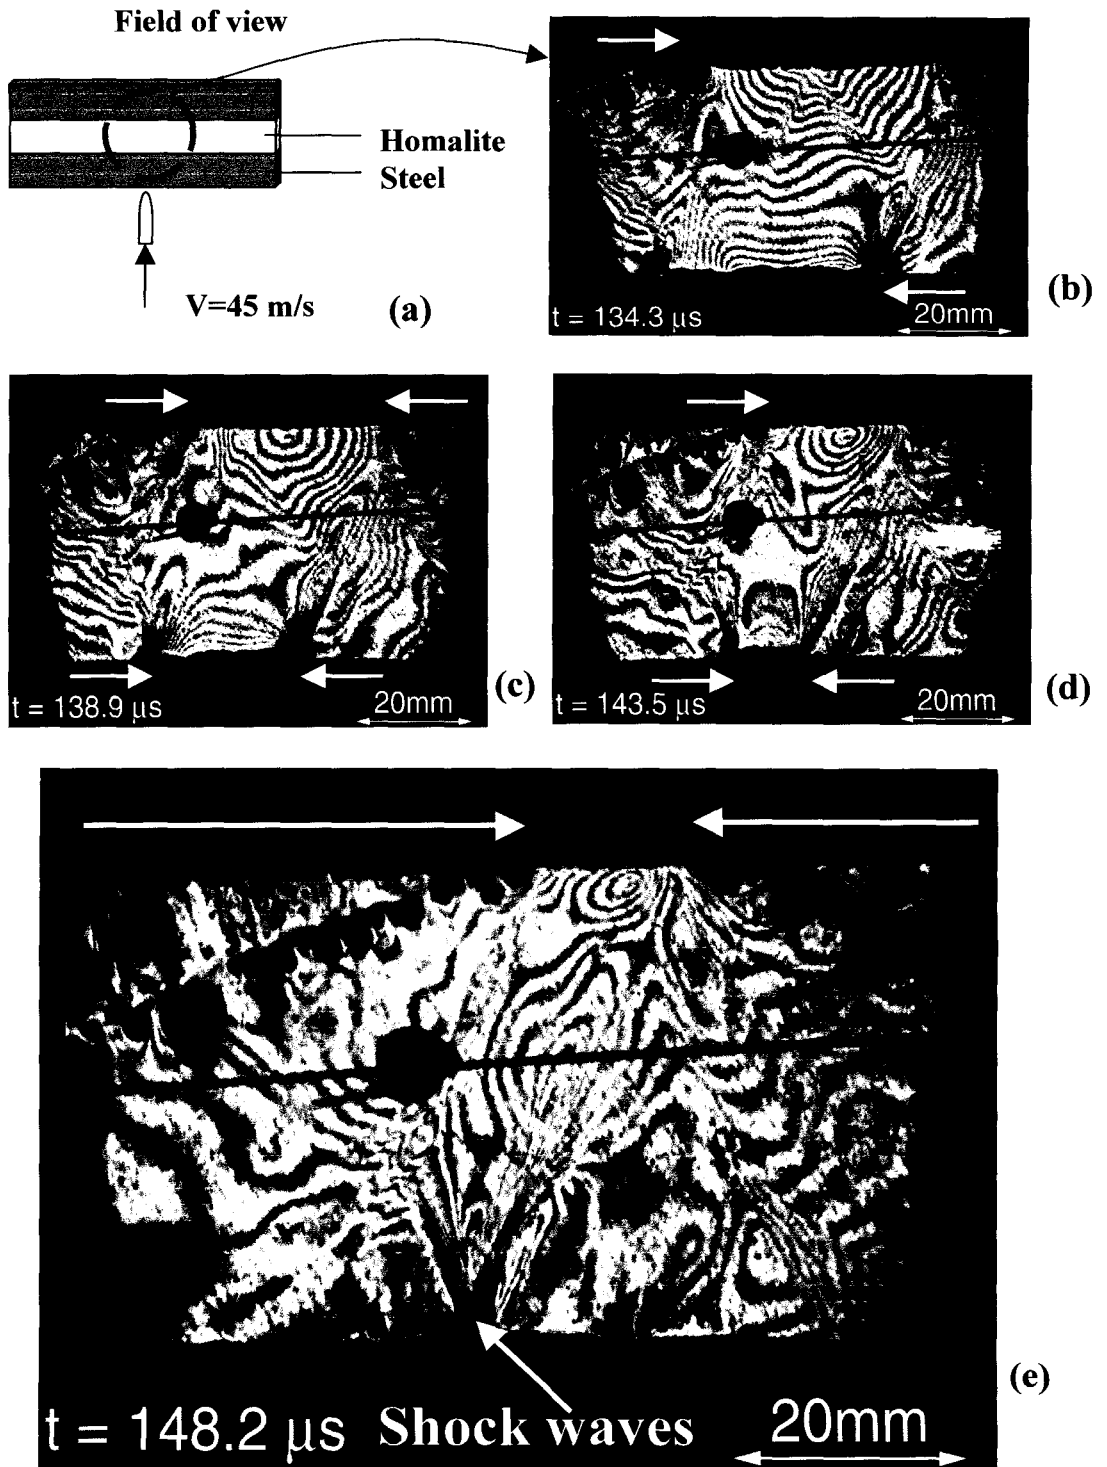 Field of view
Homalite
Steel
V=45 m/s
(a)
t = 134.3 μs
20mm
(b)
t = 138.9 μs
20mm
(c)
t = 143.5 μs
20mm
(d)
t = 148.2 μs
Shock waves
20mm
(e)